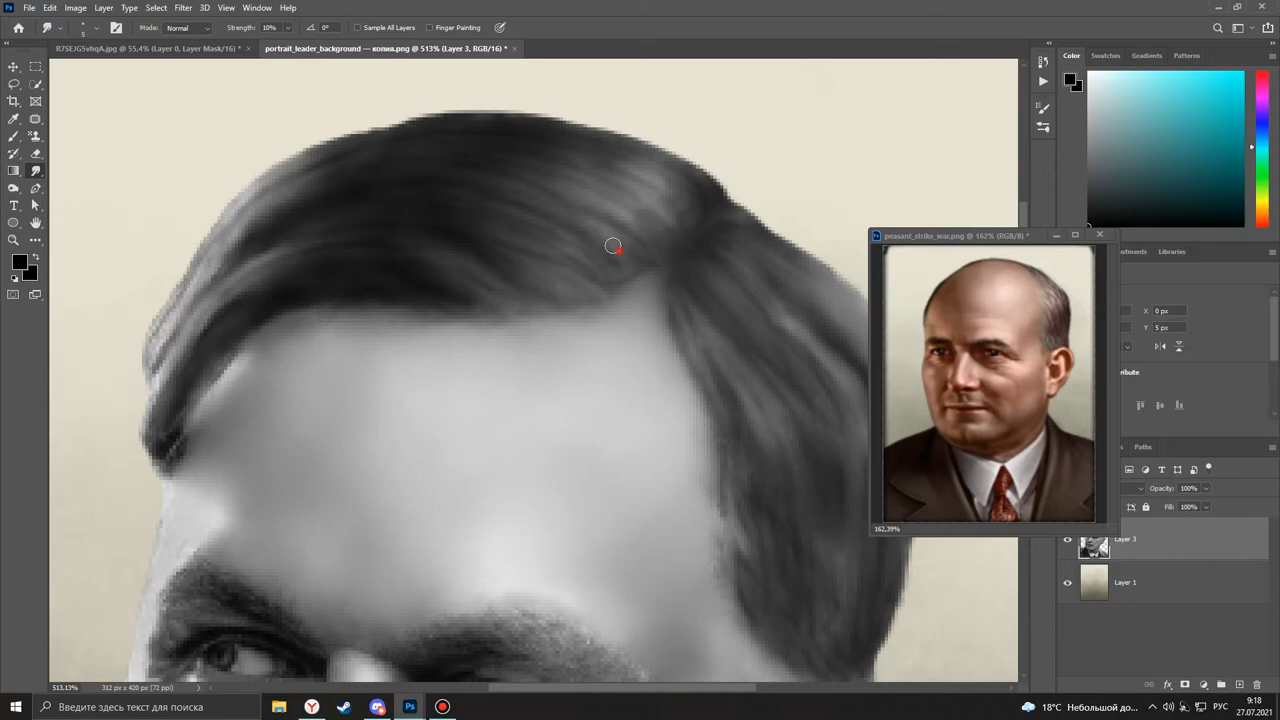 File Edit Image Layer Type Select Filter 3D View Window Help
5 Mode: Normal Strength: 10% 0° Sample All Layers Finger Painting
R7SEJG5vhqA.jpg @ 55,4% (Layer 0, Layer Mask/16) *
portrait_leader_background — копия.png @ 513% (Layer 3, RGB/16) *
Color Swatches Gradients Patterns
peasant_strike_war.png @ 162% (RGB/8) *
Libraries
X 0 px
Y 5 px
Paths
Opacity: 100%
Fill: 100%
162,39%
Layer 3
Layer 1
513,13% 312 px x 420 px (72 ppi)
Введите здесь текст для поиска
18°C Небольшой до... РУС
9:18
27.07.2021